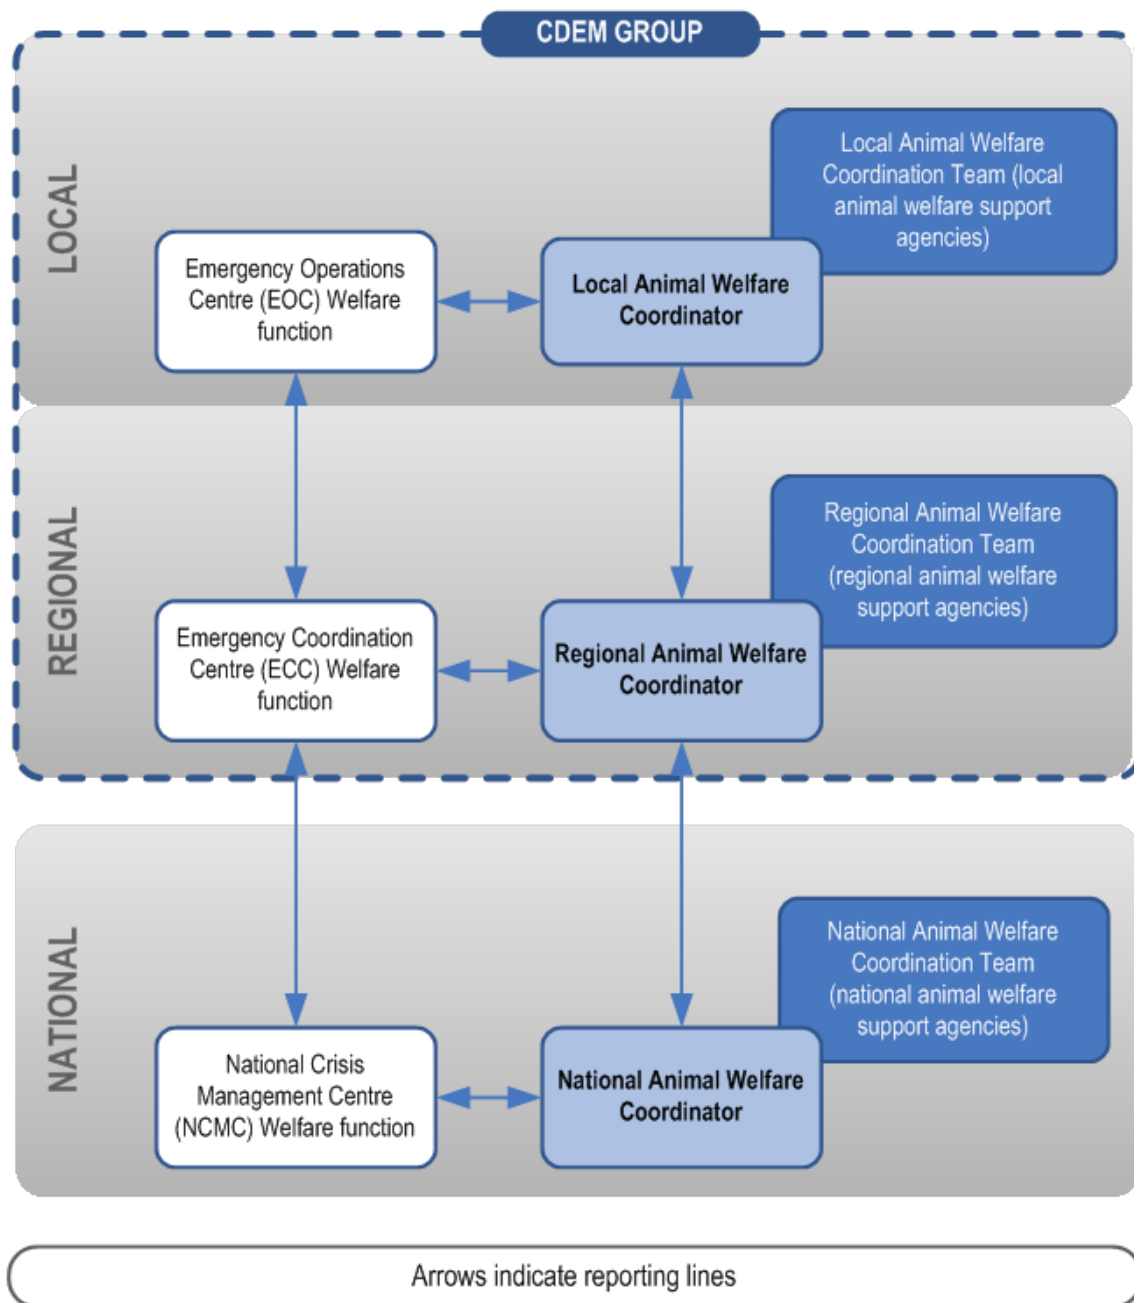 CDEM GROUP
LOCAL
Local Animal Welfare
Coordination Team (local
animal welfare support
agencies)
Emergency Operations
Centre (EOC) Welfare
function
Local Animal Welfare
Coordinator
REGIONAL
Regional Animal Welfare
Coordination Team
(regional animal welfare
support agencies)
Emergency Coordination
Centre (ECC) Welfare
function
Regional Animal Welfare
Coordinator
NATIONAL
National Animal Welfare
Coordination Team
(national animal welfare
support agencies)
National Crisis
Management Centre
(NCMC) Welfare function
National Animal Welfare
Coordinator
Arrows indicate reporting lines